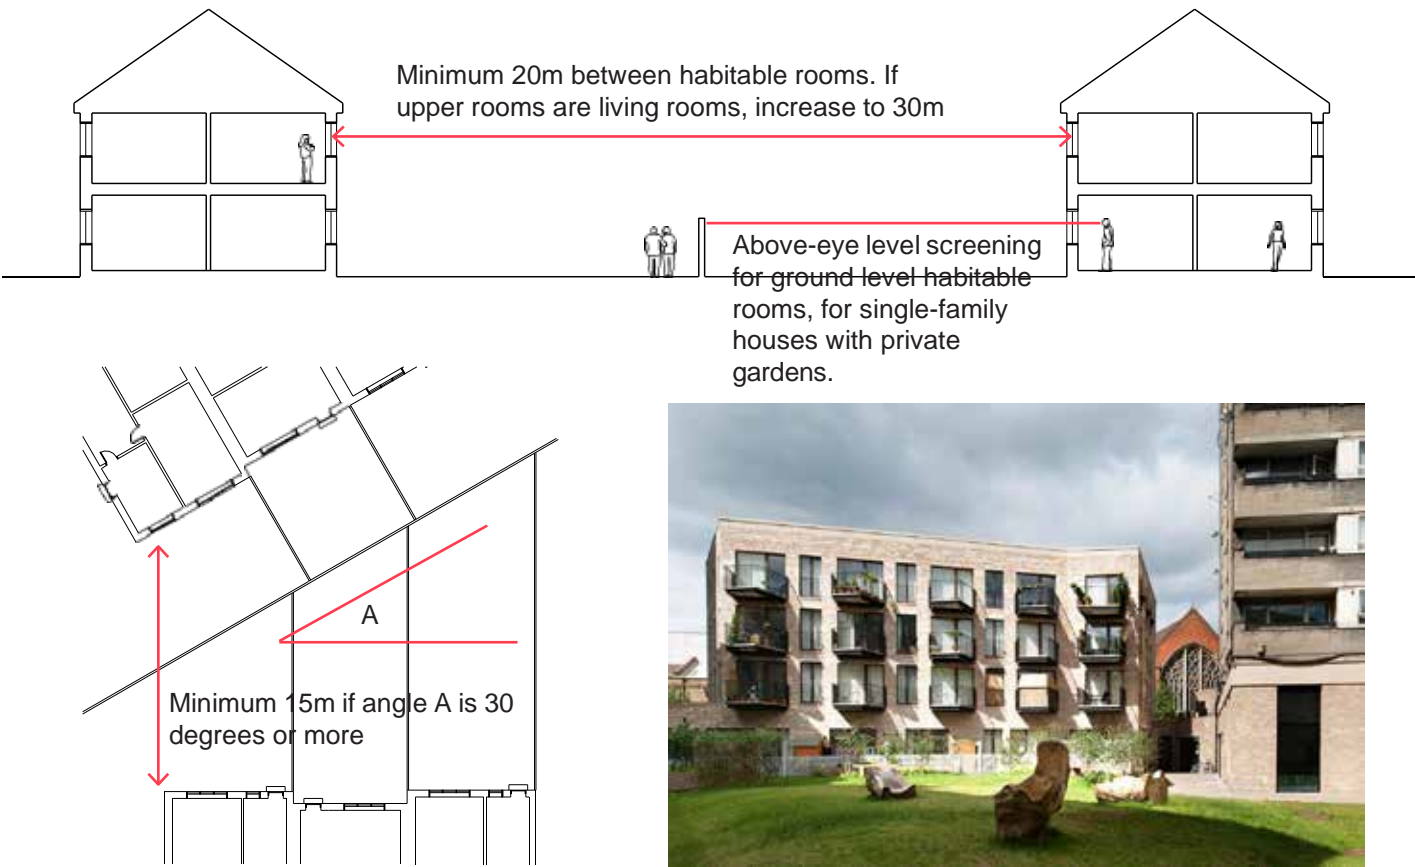 Minimum 20m between habitable rooms. If
upper rooms are living rooms, increase to 30m
Above-eye level screening
for ground level habitable
rooms, for single-family
houses with private
gardens.
A
Minimum 15m if angle A is 30
degrees or more